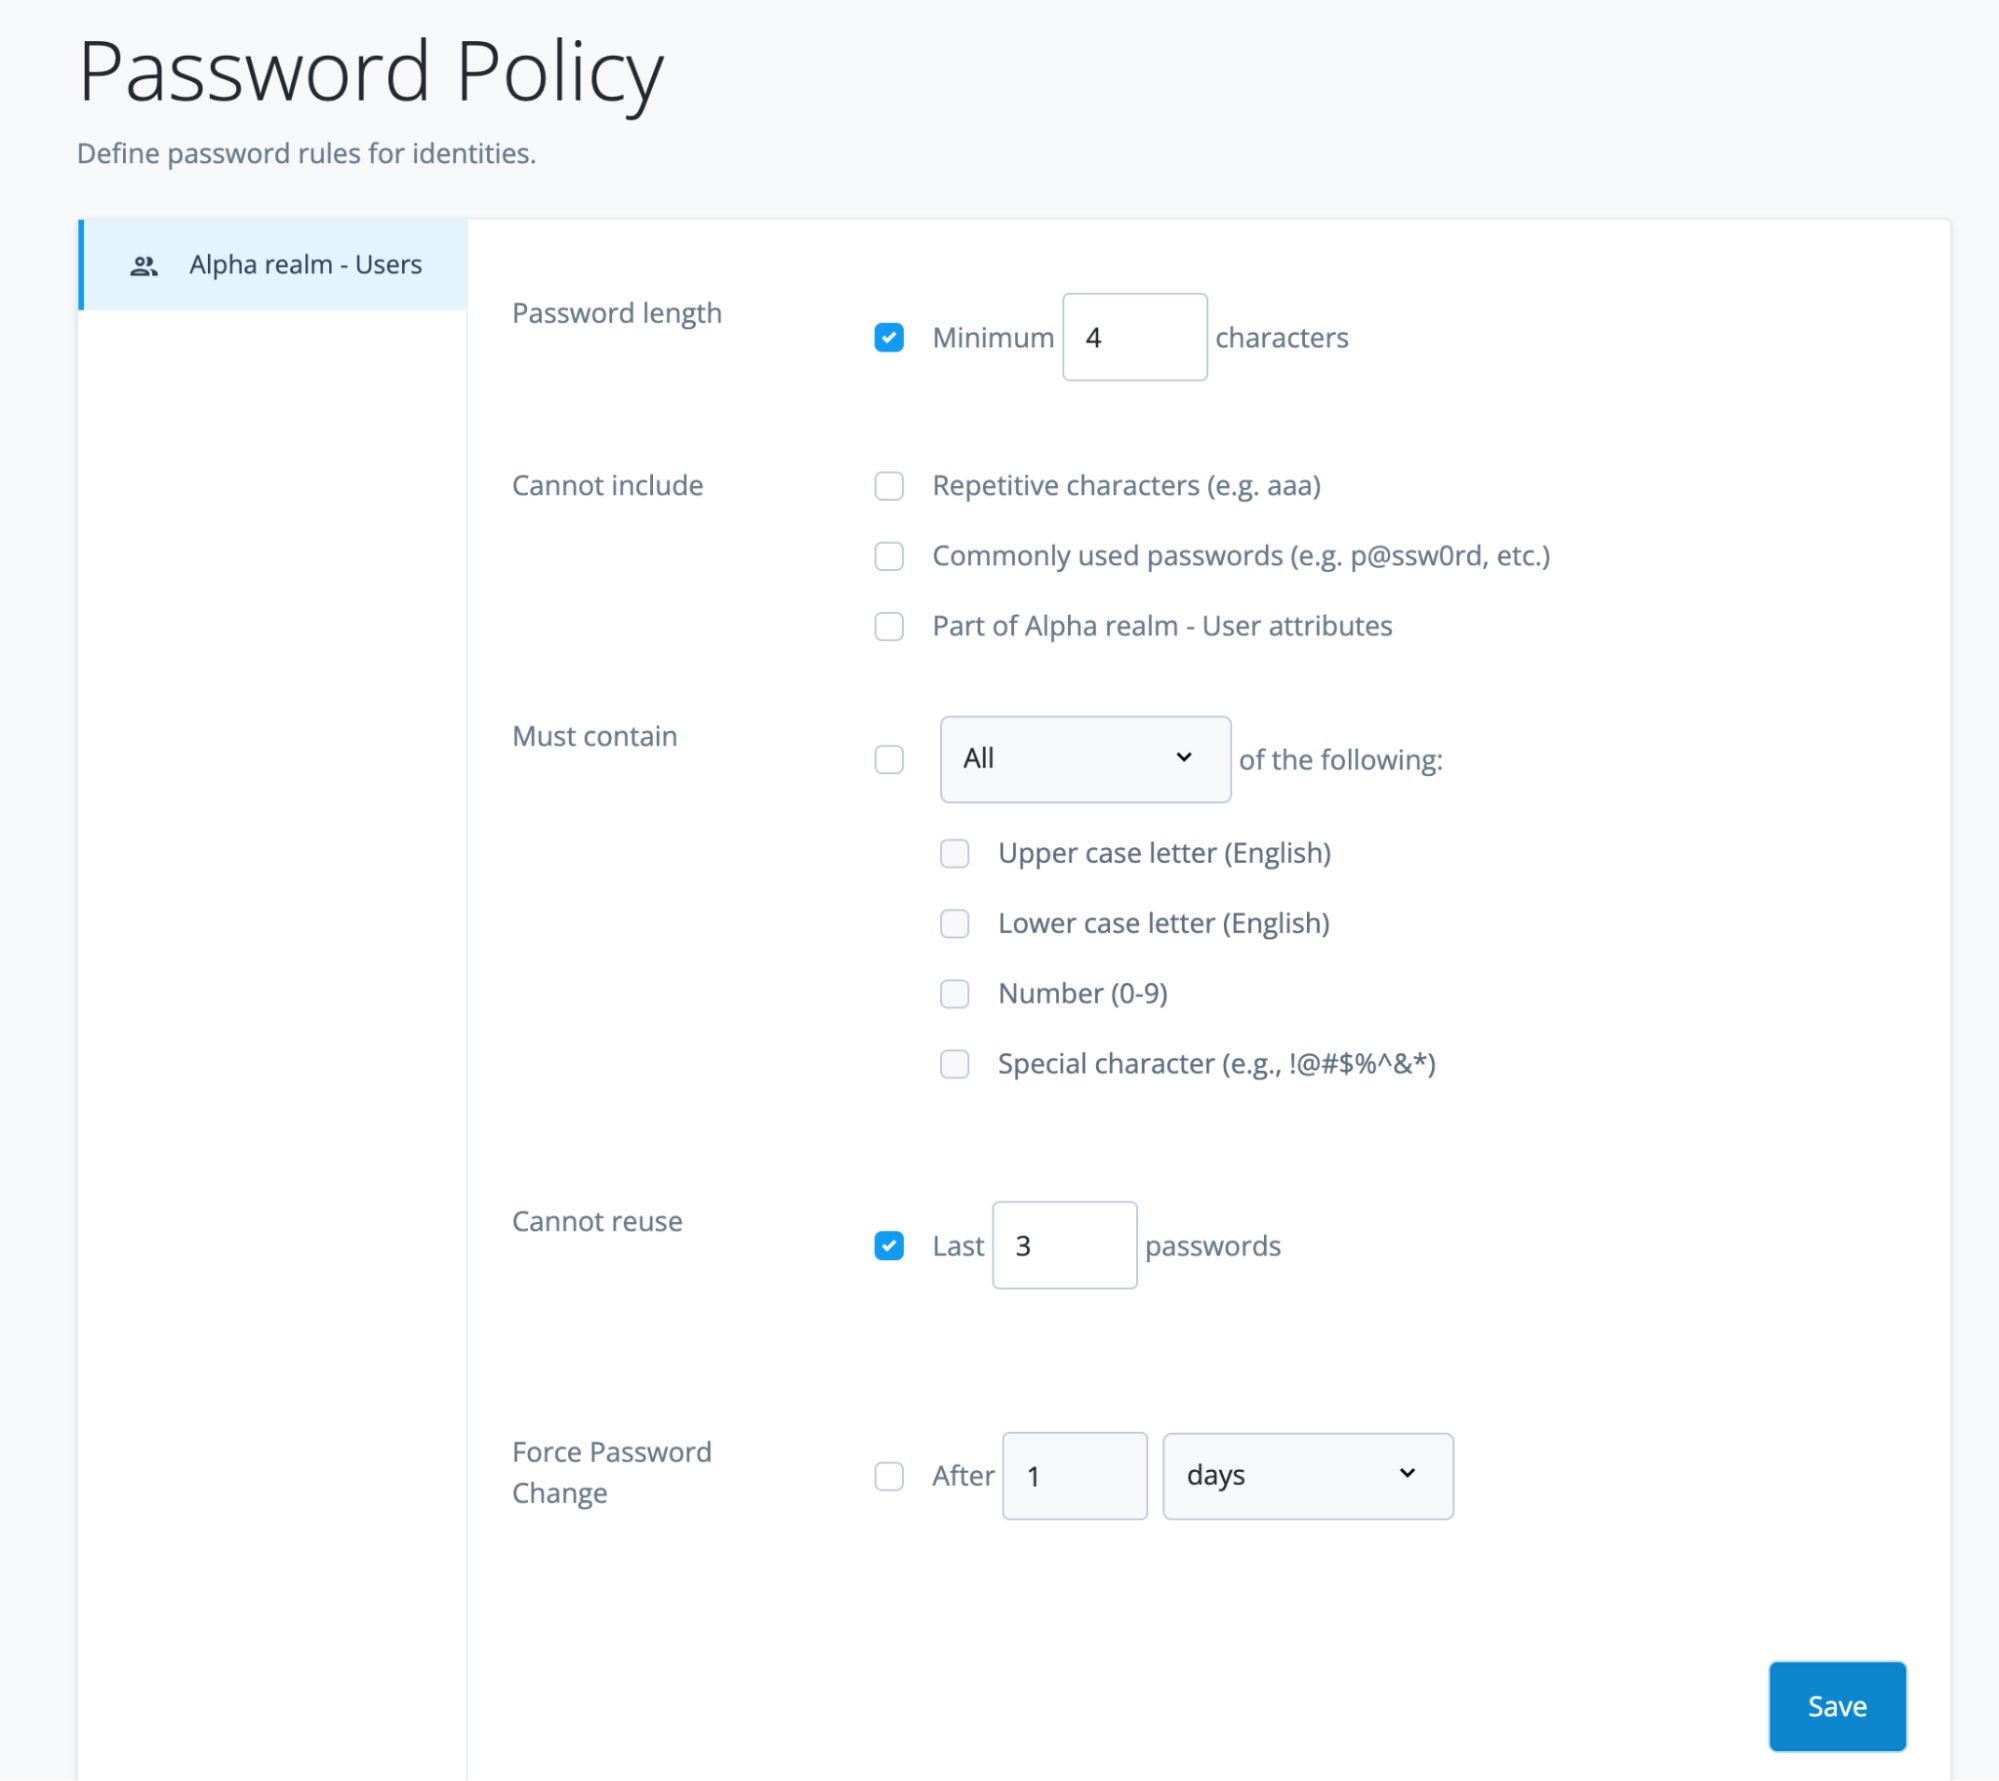 Password Policy
Define password rules for identities.
Alpha realm - Users
Password length
Minimum 4 characters
Cannot include
Repetitive characters (e.g. aaa)
Commonly used passwords (e.g. p@ssw0rd, etc.)
Part of Alpha realm - User attributes
Must contain
All of the following:
Upper case letter (English)
Lower case letter (English)
Number (0-9)
Special character (e.g., !@#$%^&*)
Cannot reuse
Last 3 passwords
Force Password
Change
After 1 days
Save